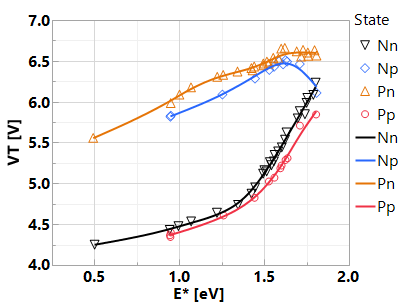 State
7.0
6.5
6.0
5.5
5.0
4.5
4.0
VT [V]
0.5
1.0
1.5
2.0
E* [eV]
Nn
Np
Pn
Pp
Nn
Np
Pn
Pp